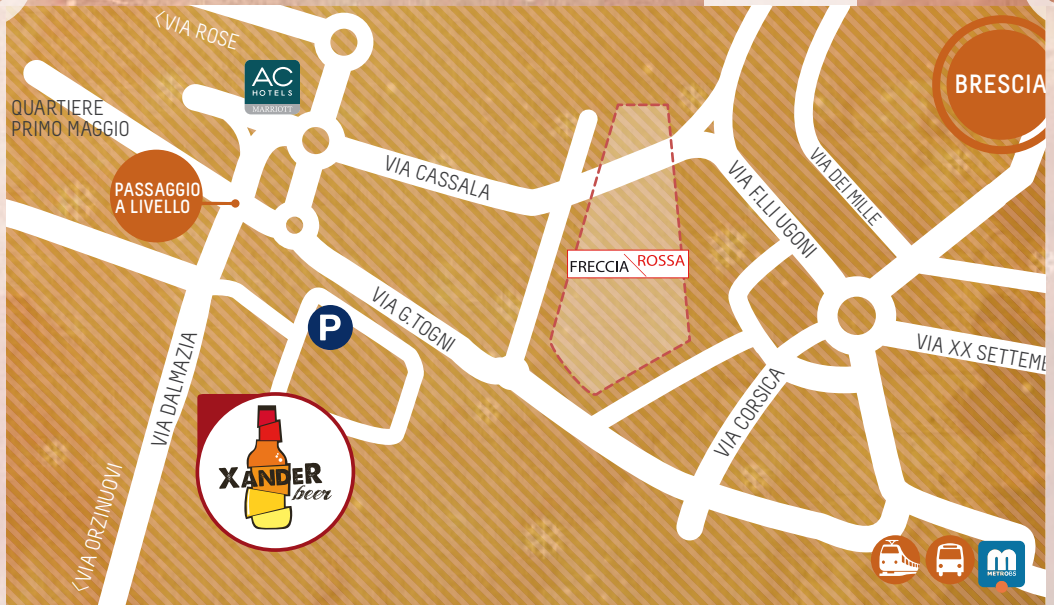 <VIA ROSE
AC
HOTELS
MARRIOTT
BRESCIA
QUARTIERE
PRIMO MAGGIO
VIA CASSALA
VIA DEI MILLE
VIA F.LLI UGONI
PASSAGGIO
A LIVELLO
FRECCIA ROSSA
VIA G.TOGNI
P
VIA XX SETTEME
VIA DALMAZIA
VIA CORSICA
XANDER
beer
<VIA ORZINUOVI
m
METROBS